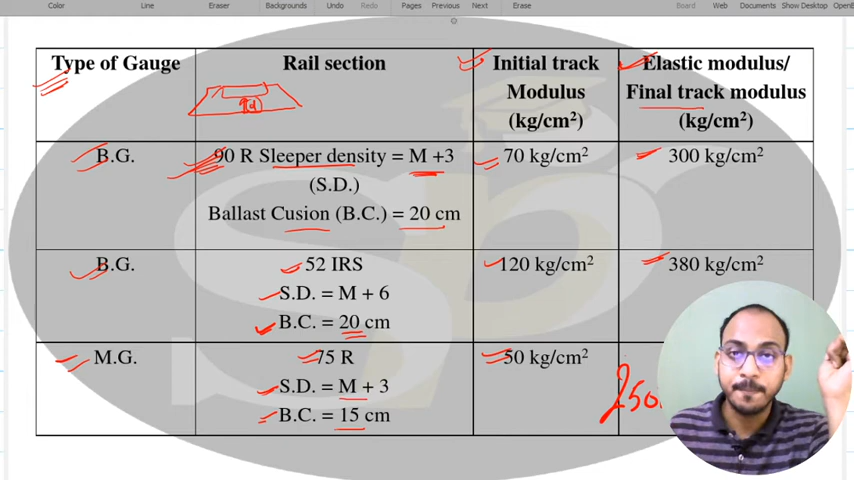 Color Line Eraser Backgrounds Undo Redo Pages Previous Next Erase Board Web Documents Show Desktop
Type of Gauge
Rail section
Initial track
Modulus
(kg/cm²)
Elastic modulus/
Final track modulus
(kg/cm²)
d
B.G.
90 R Sleeper density = M +3
(S.D.)
Ballast Cusion (B.C.) = 20 cm
70 kg/cm²
300 kg/cm²
B.G.
52 IRS
S.D. = M + 6
B.C. = 20 cm
120 kg/cm²
380 kg/cm²
M.G.
75 R
S.D. = M + 3
B.C. = 15 cm
50 kg/cm²
250